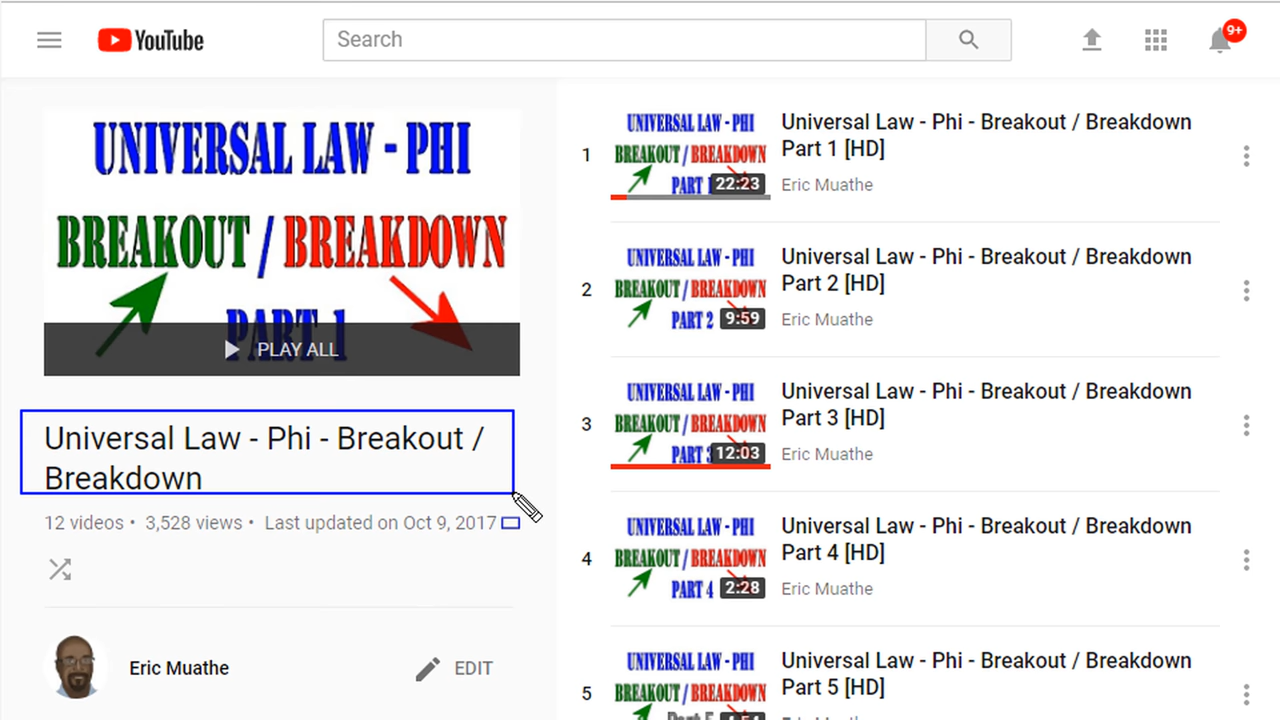 YouTube
Search
9+
UNIVERSAL LAW - PHI
BREAKOUT / BREAKDOWN
PART 1
PLAY ALL
Universal Law - Phi - Breakout /
Breakdown
12 videos • 3,528 views • Last updated on Oct 9, 2017
Eric Muathe
EDIT
1
UNIVERSAL LAW - PHI
BREAKOUT / BREAKDOWN
PART 1
22:23
Universal Law - Phi - Breakout / Breakdown
Part 1 [HD]
Eric Muathe
2
UNIVERSAL LAW - PHI
BREAKOUT / BREAKDOWN
PART 2
9:59
Universal Law - Phi - Breakout / Breakdown
Part 2 [HD]
Eric Muathe
3
UNIVERSAL LAW - PHI
BREAKOUT / BREAKDOWN
PART 3
12:03
Universal Law - Phi - Breakout / Breakdown
Part 3 [HD]
Eric Muathe
4
UNIVERSAL LAW - PHI
BREAKOUT / BREAKDOWN
PART 4
2:28
Universal Law - Phi - Breakout / Breakdown
Part 4 [HD]
Eric Muathe
5
UNIVERSAL LAW - PHI
BREAKOUT / BREAKDOWN
Part 5
Universal Law - Phi - Breakout / Breakdown
Part 5 [HD]